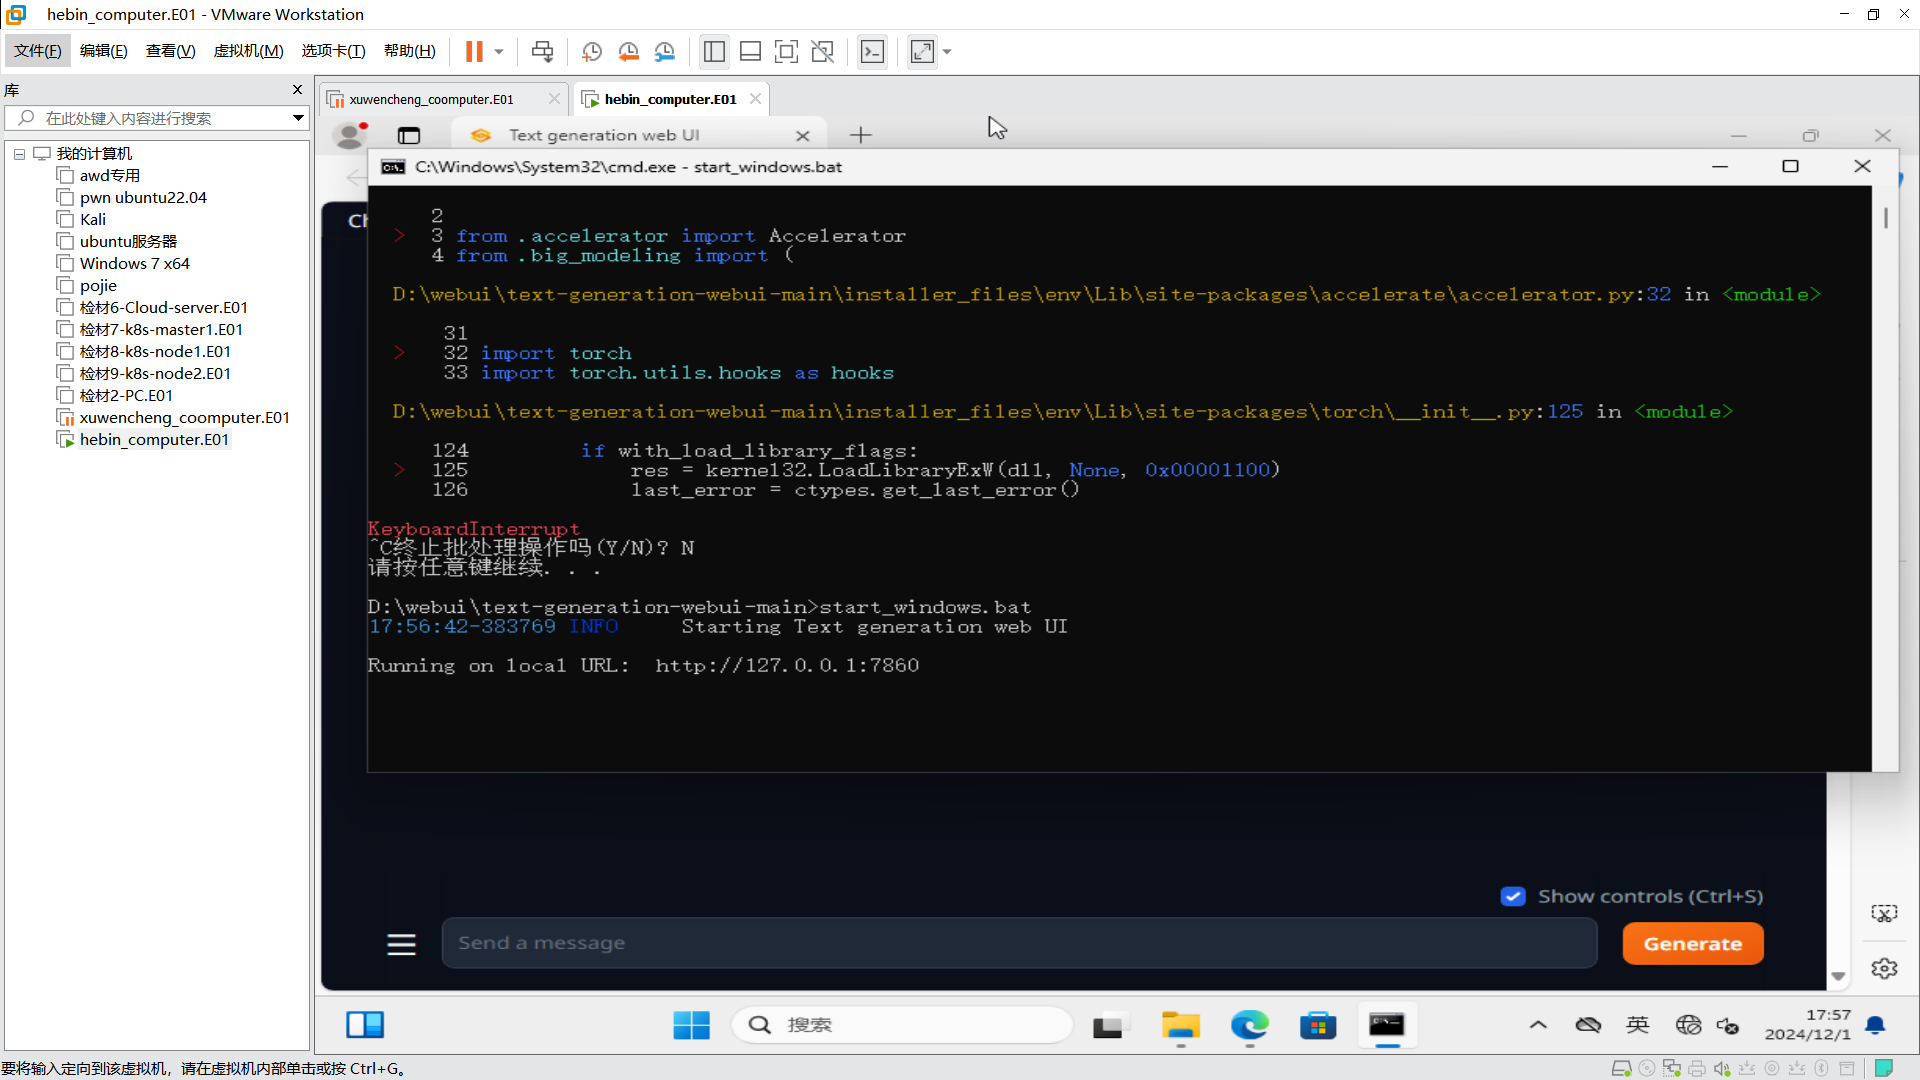 hebin_computer.E01 - VMware Workstation
文件(F) 编辑(E) 查看(V) 虚拟机(M) 选项卡(T) 帮助(H)
库
在此处键入内容进行搜索
我的计算机
awd专用
pwn ubuntu22.04
Kali
ubuntu服务器
Windows 7 x64
pojie
检材6-Cloud-server.E01
检材7-k8s-master1.E01
检材8-k8s-node1.E01
检材9-k8s-node2.E01
检材2-PC.E01
xuwencheng_coomputer.E01
hebin_computer.E01
xuwencheng_coomputer.E01 hebin_computer.E01
Text generation web UI
C:\Windows\System32\cmd.exe - start_windows.bat
Ch
2
> 3 from .accelerator import Accelerator
4 from .big_modeling import (
D:\webui\text-generation-webui-main\installer_files\env\Lib\site-packages\accelerate\accelerator.py:32 in <module>
31
> 32 import torch
33 import torch.utils.hooks as hooks
D:\webui\text-generation-webui-main\installer_files\env\Lib\site-packages\torch\__init__.py:125 in <module>
124 if with_load_library_flags:
> 125 res = kernel32.LoadLibraryExW(dll, None, 0x00001100)
126 last_error = ctypes.get_last_error()
KeyboardInterrupt
^C终止批处理操作吗(Y/N)? N
请按任意键继续. . .
D:\webui\text-generation-webui-main>start_windows.bat
17:56:42-383769 INFO Starting Text generation web UI
Running on local URL: http://127.0.0.1:7860
Show controls (Ctrl+S)
Send a message
Generate
搜索
英
17:57
2024/12/1
要将输入定向到该虚拟机，请在虚拟机内部单击或按 Ctrl+G。